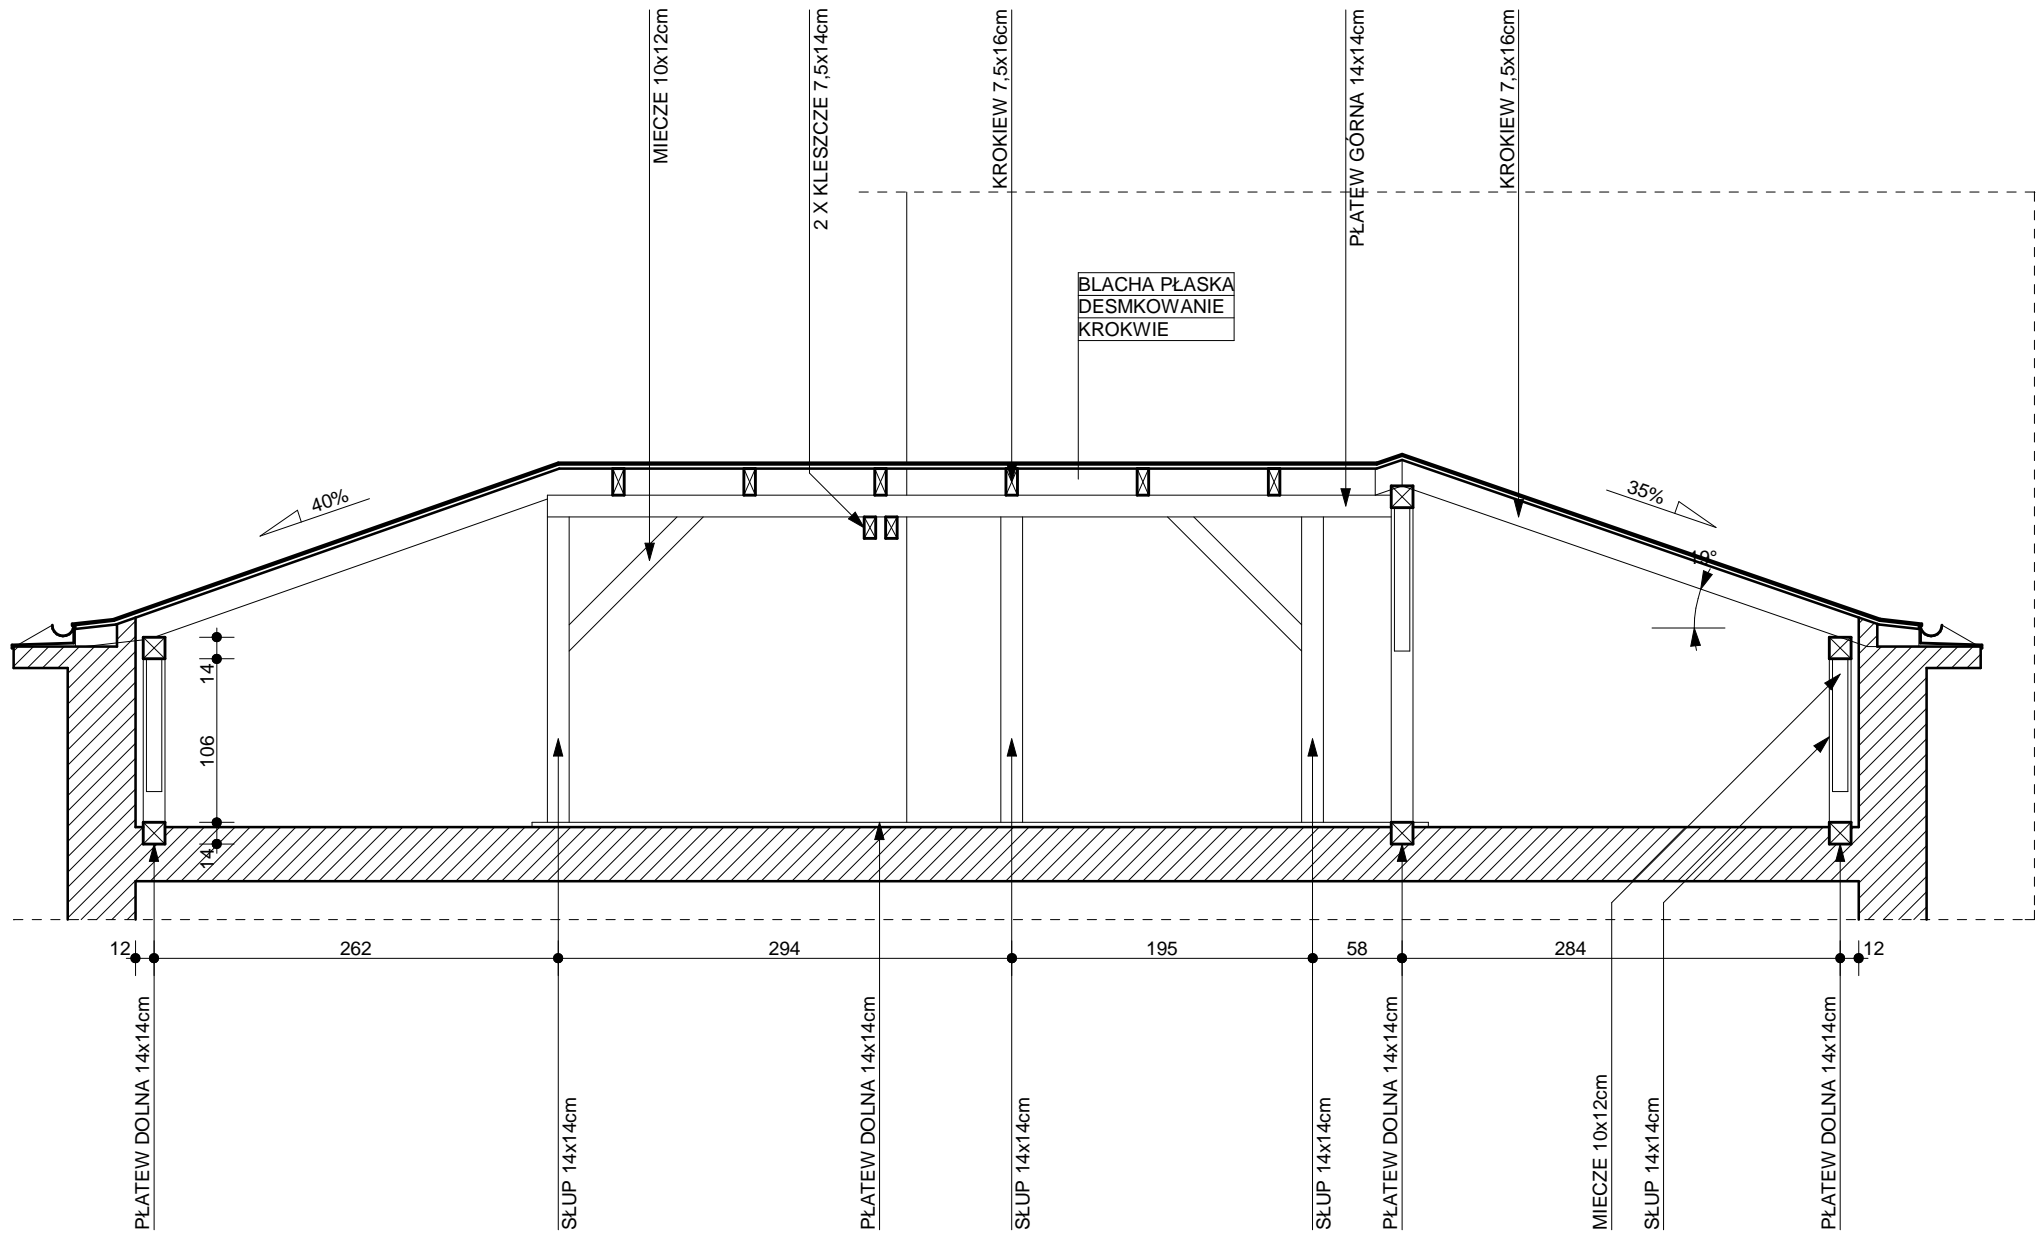 MIECZE 10x12cm
2 X KLESZCZE 7,5x14cm
KROKIEW 7,5x16cm
PŁATEW GÓRNA 14x14cm
KROKIEW 7,5x16cm
BLACHA PŁASKA
DESMKOWANIE
KROKWIE
40%
35%
19°
14
106
14
12
262
294
195
58
284
12
PŁATEW DOLNA 14x14cm
SŁUP 14x14cm
PŁATEW DOLNA 14x14cm
SŁUP 14x14cm
SŁUP 14x14cm
PŁATEW DOLNA 14x14cm
MIECZE 10x12cm
SŁUP 14x14cm
PŁATEW DOLNA 14x14cm